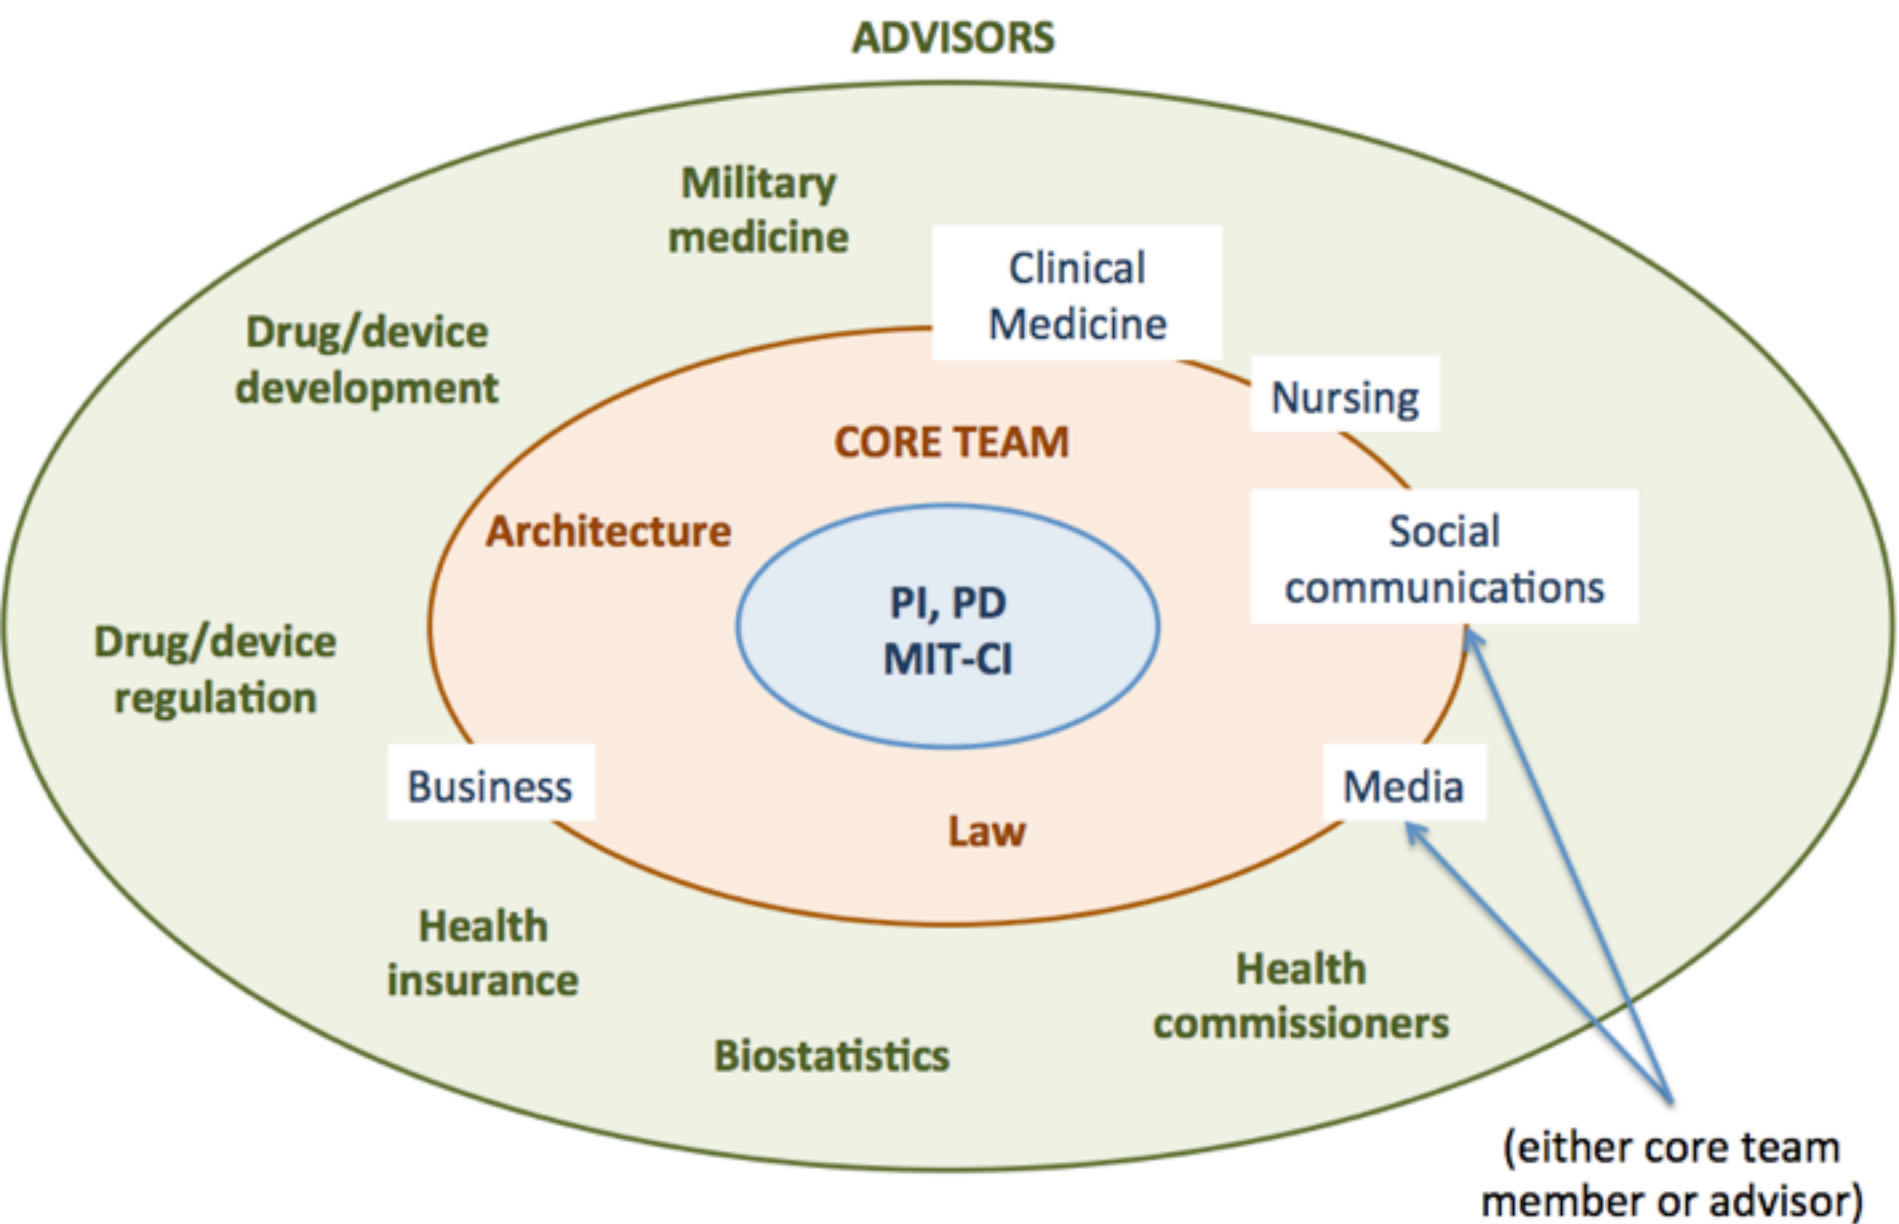 ADVISORS
Military
medicine
Clinical
Medicine
Drug/device
development
Nursing
CORE TEAM
Architecture
Social
communications
PI, PD
MIT-CI
Drug/device
regulation
Business
Media
Law
Health
insurance
Health
commissioners
Biostatistics
(either core team
member or advisor)